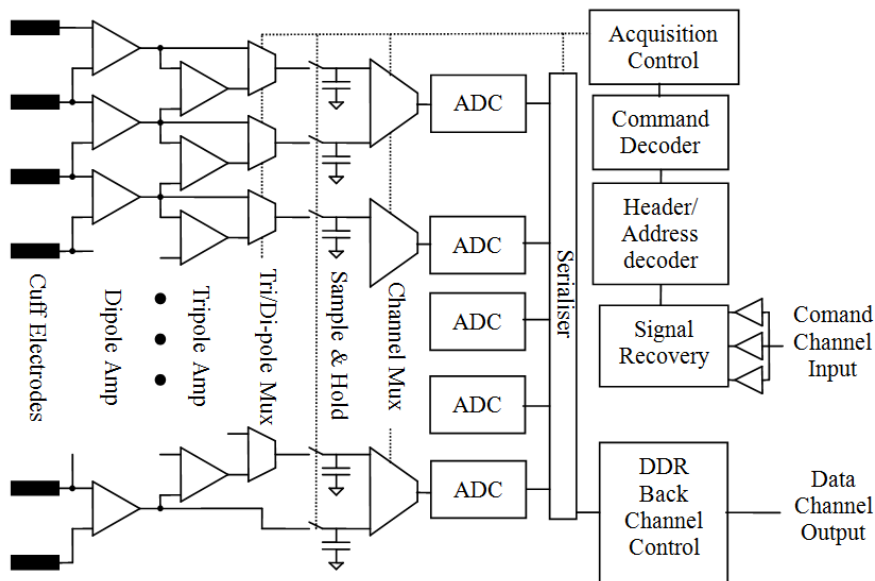 Acquisition
Control
ADC
Command
Decoder
Header/
Address
decoder
ADC
Serialiser
ADC
Signal
Recovery
Comand
Channel
Input
ADC
Cuff Electrodes
Dipole Amp
Tripole Amp
Tri/Di-pole Mux
Sample & Hold
Channel Mux
ADC
DDR
Back
Channel
Control
Data
Channel
Output